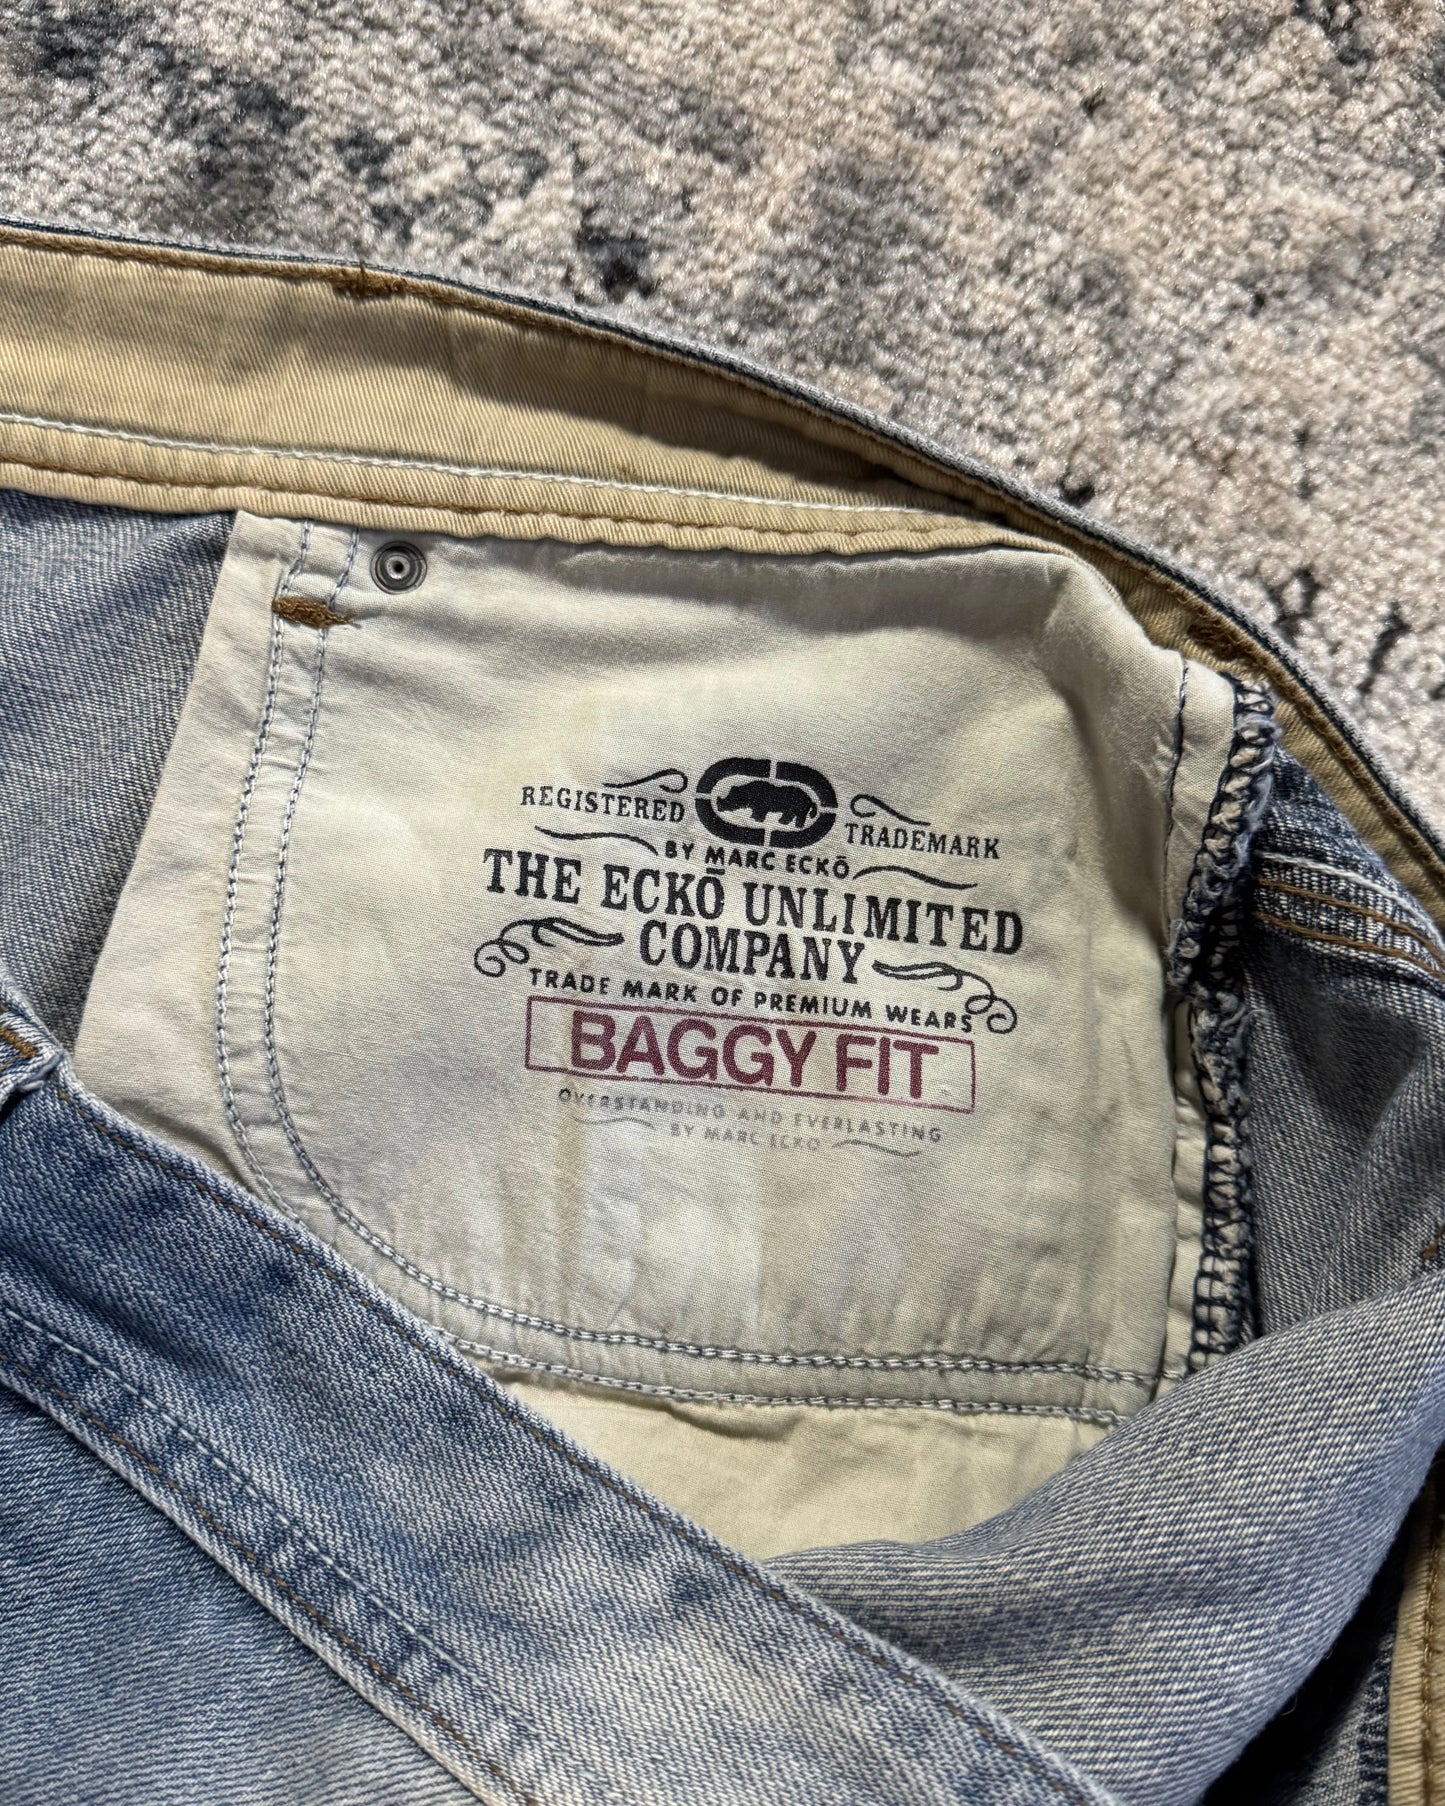 REGISTERED TRADEMARK
BY MARC ECKŌ
THE ECKŌ UNLIMITED
COMPANY
TRADE MARK OF PREMIUM WEARS
BAGGY FIT
OVERSTANDING AND EVERLASTING
BY MARC ECKO